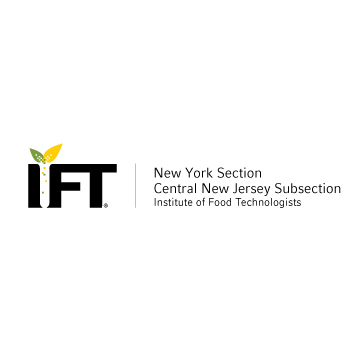 IFT®
New York Section
Central New Jersey Subsection
Institute of Food Technologists